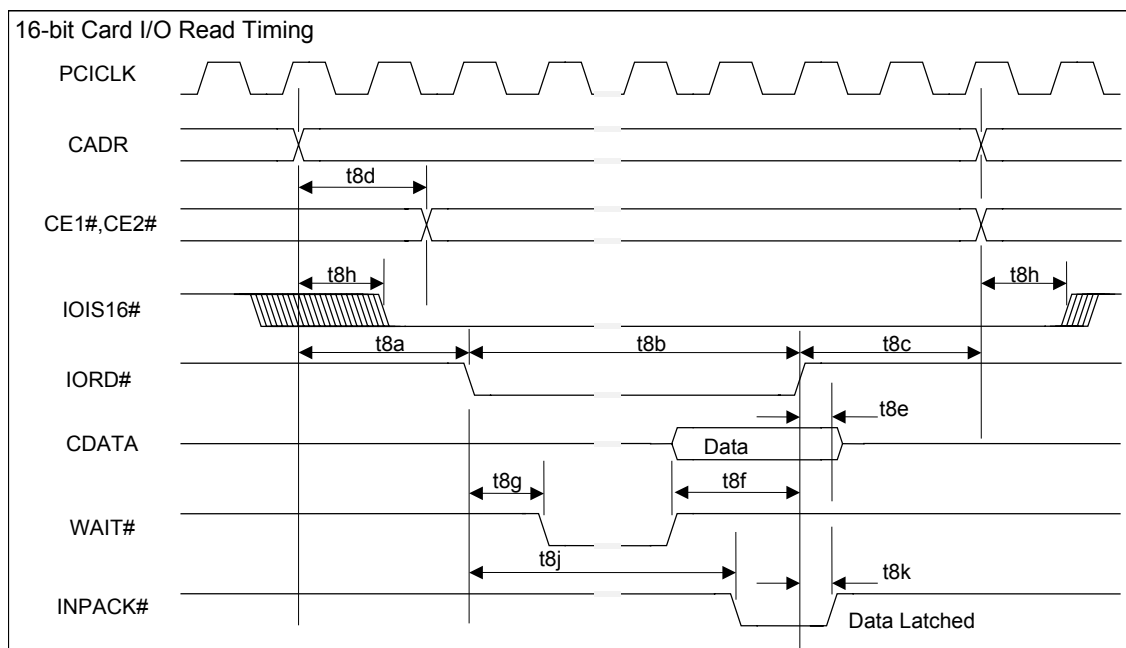 16-bit Card I/O Read Timing
PCICLK
CADR
t8d
CE1#,CE2#
t8h
t8h
IOIS16#
t8a
t8b
t8c
IORD#
t8e
CDATA
Data
t8g
t8f
WAIT#
t8j
t8k
INPACK#
Data Latched